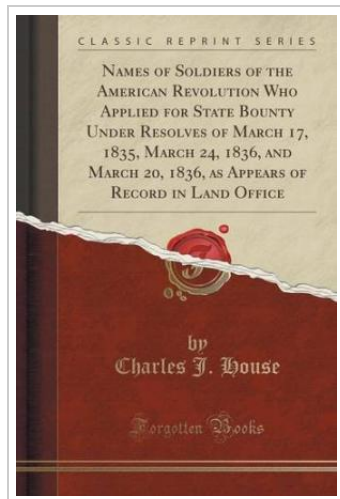 CLASSIC REPRINT SERIES
NAMES OF SOLDIERS OF THE
AMERICAN REVOLUTION WHO
APPLIED FOR STATE BOUNTY
UNDER RESOLVES OF MARCH 17,
1835, MARCH 24, 1836, AND
MARCH 20, 1836, AS APPEARS OF
RECORD IN LAND OFFICE
by
Charles J. House
Forgotten Books